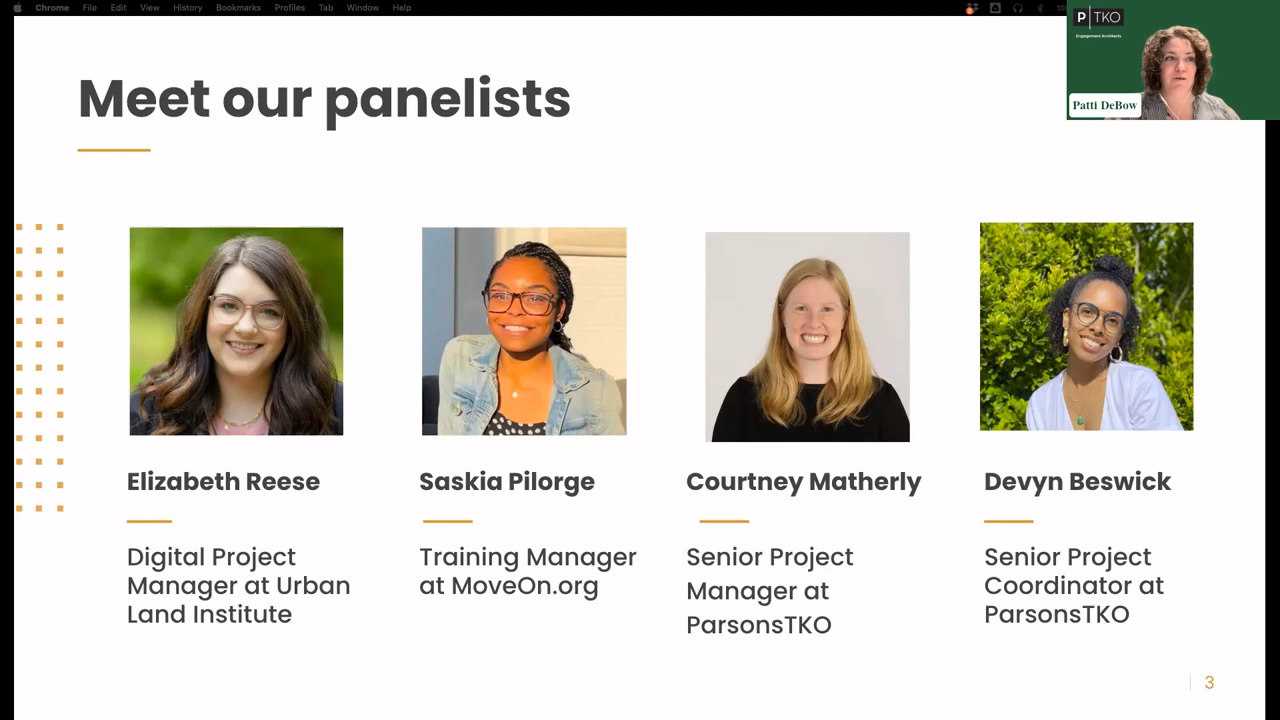 Chrome File Edit View History Bookmarks Profiles Tab Window Help
P TKO
Engagement Architects
Patti DeBow
Meet our panelists
Elizabeth Reese
Digital Project
Manager at Urban
Land Institute
Saskia Pilorge
Training Manager
at MoveOn.org
Courtney Matherly
Senior Project
Manager at
ParsonsTKO
Devyn Beswick
Senior Project
Coordinator at
ParsonsTKO
3